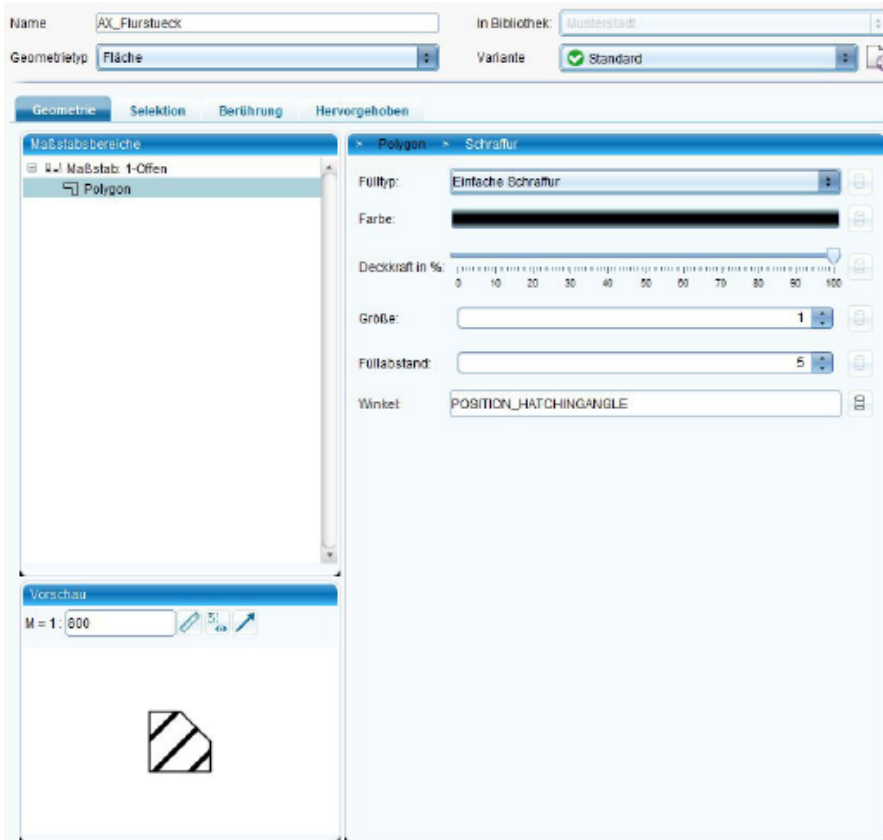 Name AX_Flurstueck In Bibliothek: Musterstadt
Geometrietyp Fläche Variante Standard
Geometrie Selektion Berührung Hervorgehoben
Maßstabsbereiche
Maßstab: 1-Offen
Polygon
> Polygon > Schraffur
Fülltyp: Einfache Schraffur
Farbe:
Deckkraft in %:
0 10 20 30 40 50 60 70 80 90 100
Größe: 1
Füllabstand: 5
Winkel: POSITION_HATCHINGANGLE
Vorschau
M = 1 : 800